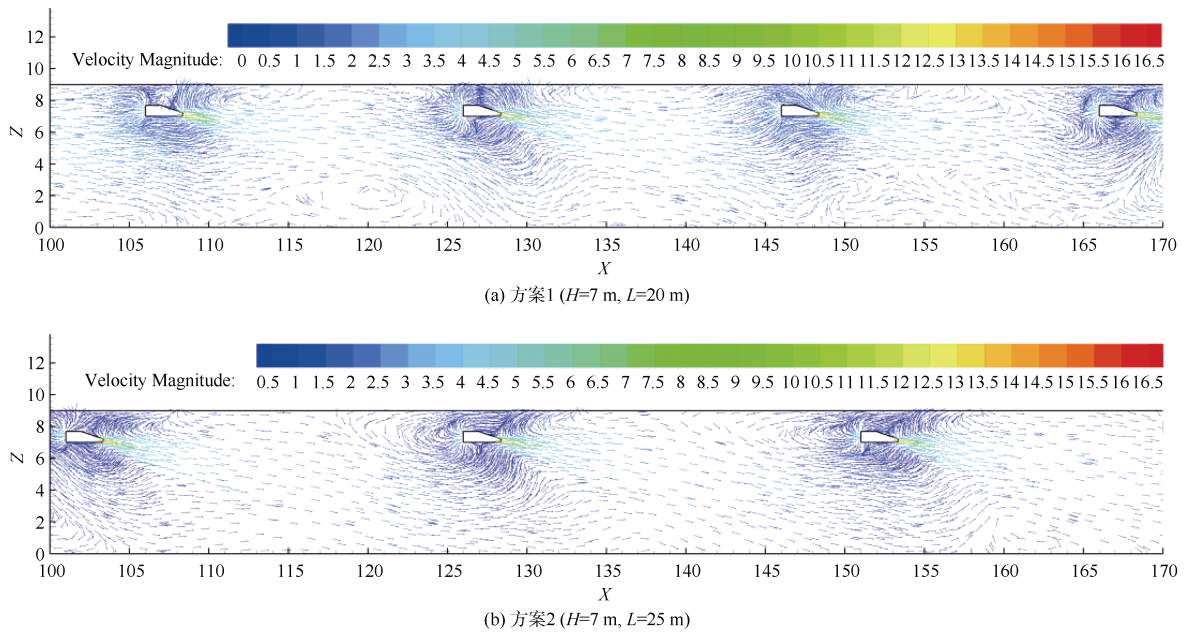 12
Velocity Magnitude: 0 0.5 1 1.5 2 2.5 3 3.5 4 4.5 5 5.5 6 6.5 7 7.5 8 8.5 9 9.5 10 10.5 11 11.5 12 12.5 13 13.5 14 14.5 15 15.5 16 16.5
10
8
Z
6
4
2
0
100 105 110 115 120 125 130 135 140 145 150 155 160 165 170
X
(a) 方案1 (H=7 m, L=20 m)
12
Velocity Magnitude: 0.5 1 1.5 2 2.5 3 3.5 4 4.5 5 5.5 6 6.5 7 7.5 8 8.5 9 9.5 10 10.5 11 11.5 12 12.5 13 13.5 14 14.5 15 15.5 16 16.5
10
8
Z
6
4
2
0
100 105 110 115 120 125 130 135 140 145 150 155 160 165 170
X
(b) 方案2 (H=7 m, L=25 m)